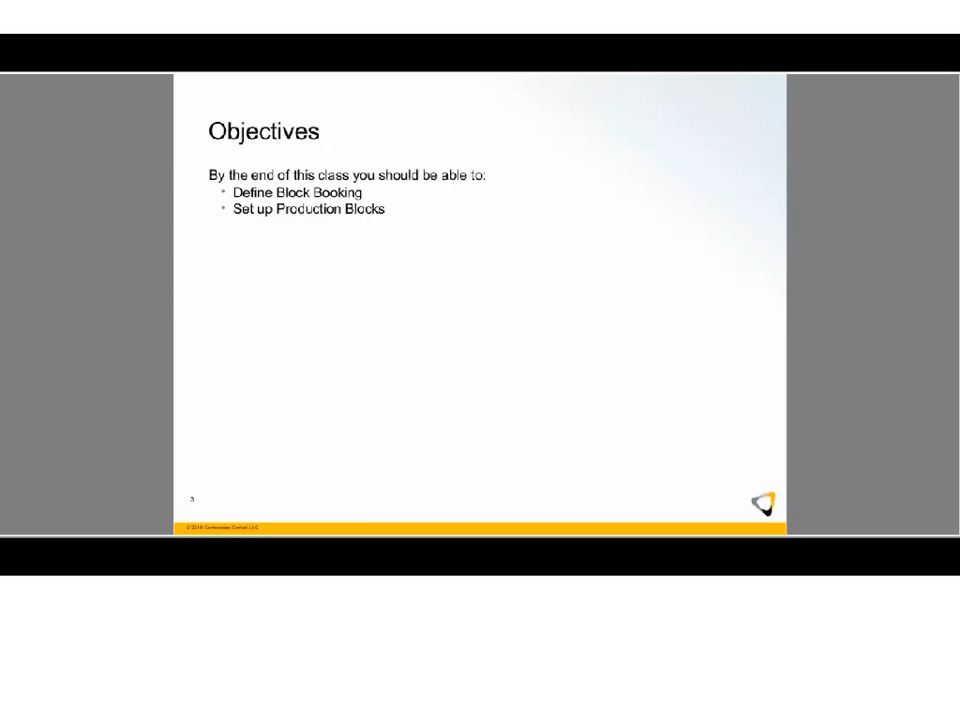 Objectives
By the end of this class you should be able to:
Define Block Booking
Set up Production Blocks
3